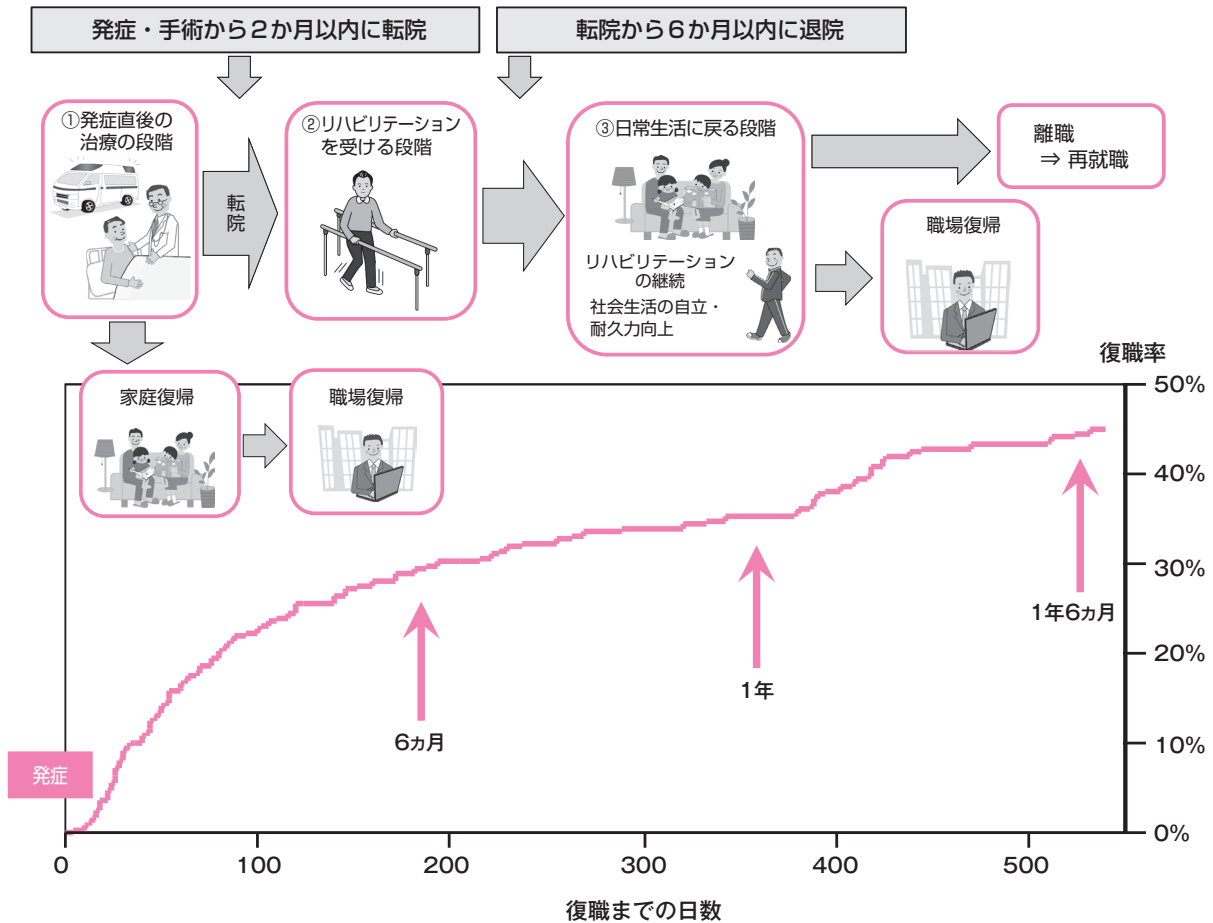 発症・手術から2か月以内に転院
転院から6か月以内に退院
①発症直後の
治療の段階
転院
②リハビリテーション
を受ける段階
③日常生活に戻る段階
リハビリテーション
の継続
社会生活の自立・
耐久力向上
離職
⇒ 再就職
職場復帰
家庭復帰
職場復帰
復職率
50%
40%
30%
20%
10%
0%
6ヵ月
1年
1年6ヵ月
発症
0
100
200
300
400
500
復職までの日数